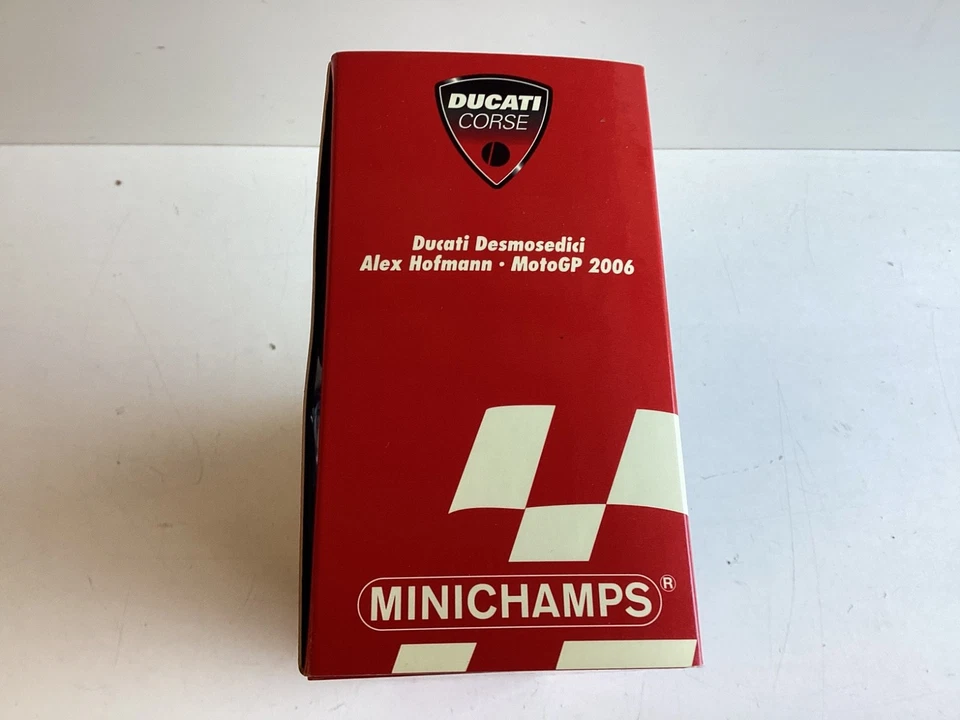 DUCATI
CORSE
Ducati Desmosedici
Alex Hofmann · MotoGP 2006
MINICHAMPS®